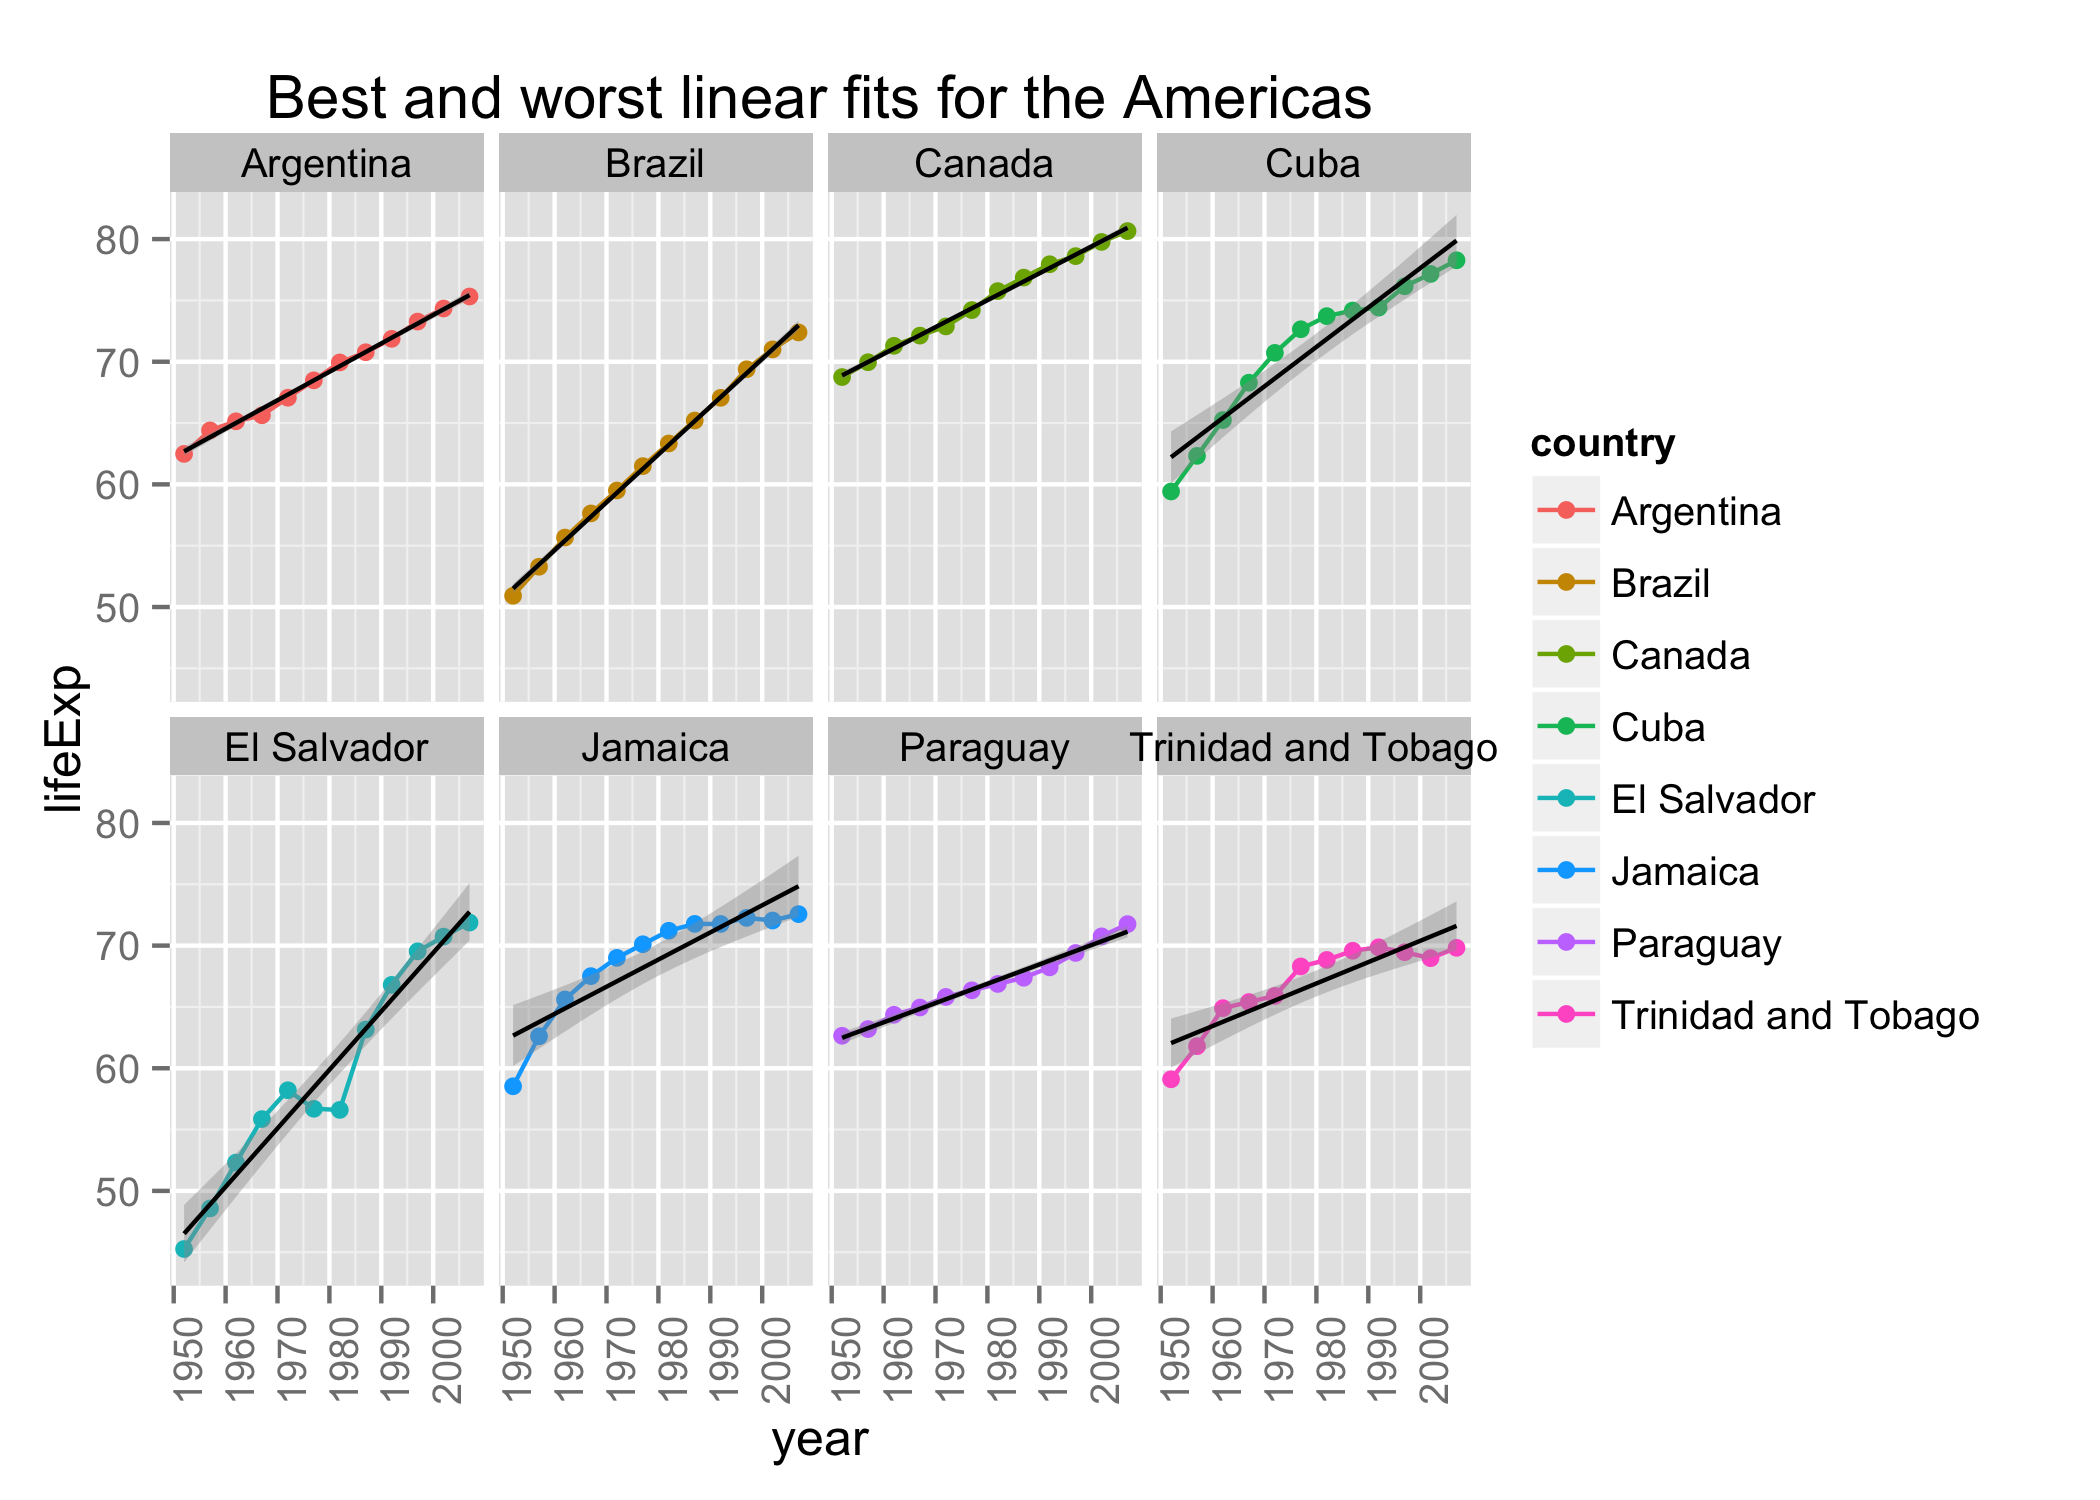 Best and worst linear fits for the Americas
Argentina
Brazil
Canada
Cuba
80
70
60
50
El Salvador
Jamaica
Paraguay
Trinidad and Tobago
80
70
60
50
lifeExp
1950 1960 1970 1980 1990 2000
1950 1960 1970 1980 1990 2000
1950 1960 1970 1980 1990 2000
1950 1960 1970 1980 1990 2000
year
country
Argentina
Brazil
Canada
Cuba
El Salvador
Jamaica
Paraguay
Trinidad and Tobago